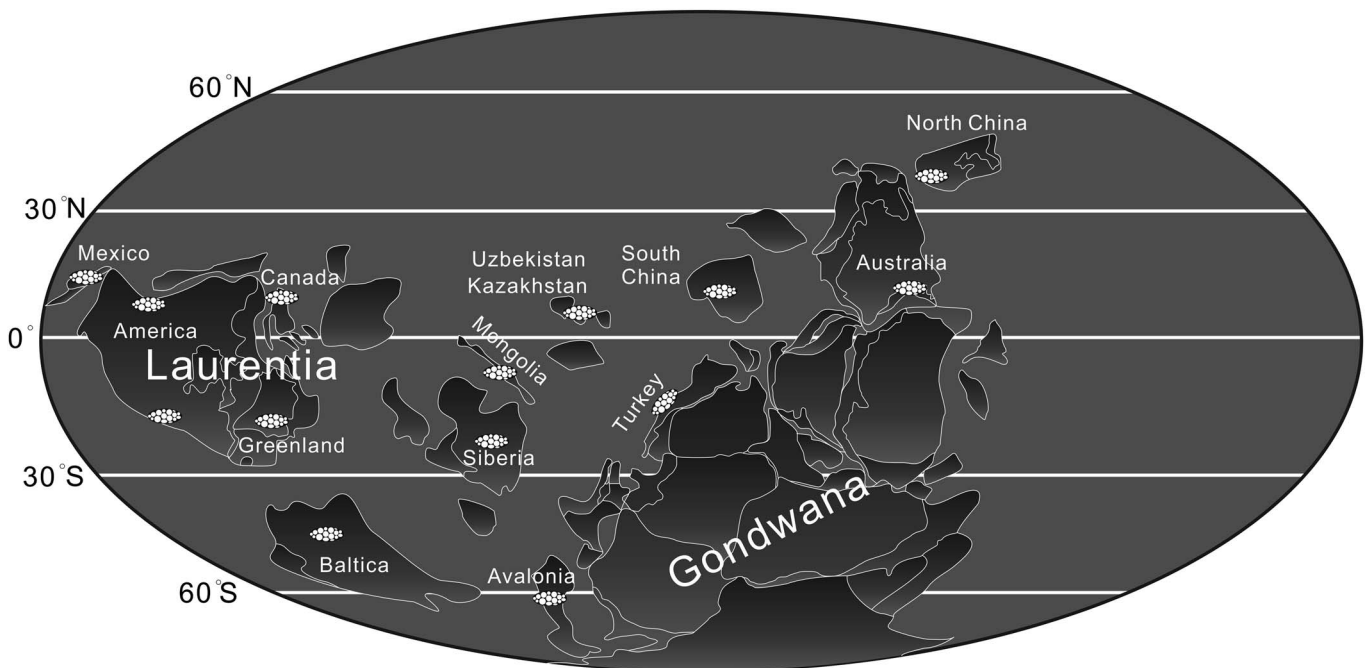 60°N
North China
30°N
Mexico
Canada
Uzbekistan
Kazakhstan
South
China
Australia
0°
America
Mongolia
Laurentia
Turkey
Greenland
Siberia
30°S
Gondwana
Baltica
Avalonia
60°S